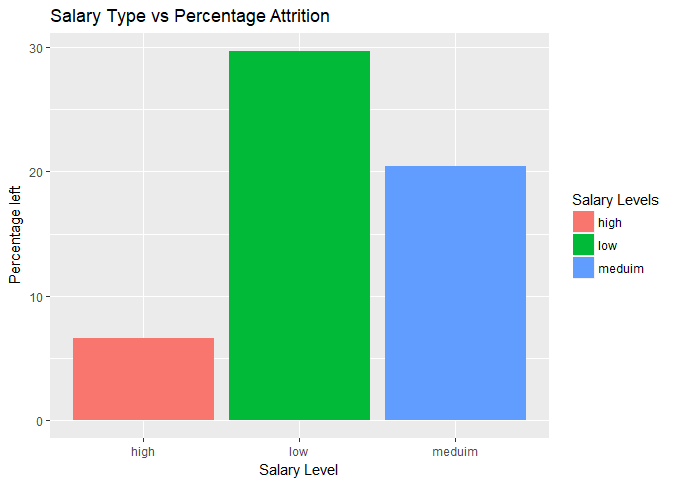 Salary Type vs Percentage Attrition
30
20
10
0
Percentage left
high
low
meduim
Salary Level
Salary Levels
high
low
meduim